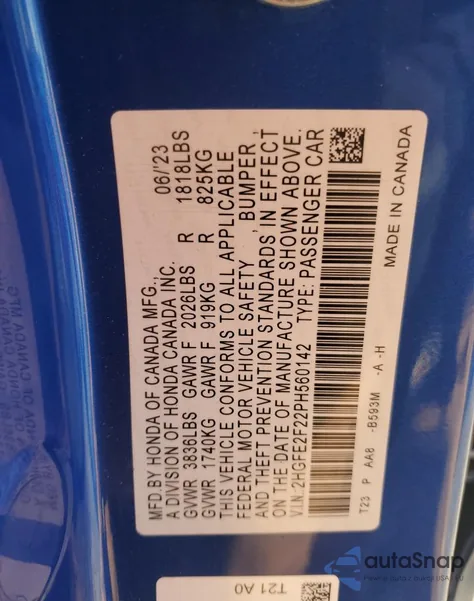 MFD.BY HONDA OF CANADA MFG., 06/'23
A DIVISION OF HONDA CANADA INC.
GVWR 3836LBS GAWR F 2026LBS R 1818LBS
GVWR 1740KG GAWR F 919KG R 825KG
THIS VEHICLE CONFORMS TO ALL APPLICABLE
FEDERAL MOTOR VEHICLE SAFETY , BUMPER ,
AND THEFT PREVENTION STANDARDS IN EFFECT
ON THE DATE OF MANUFACTURE SHOWN ABOVE.
V.I.N:2HGFE2F22PH560142 TYPE: PASSENGER CAR
T23 P AA8 -B593M -A -H
MADE IN CANADA
T21 A0
autoSnap